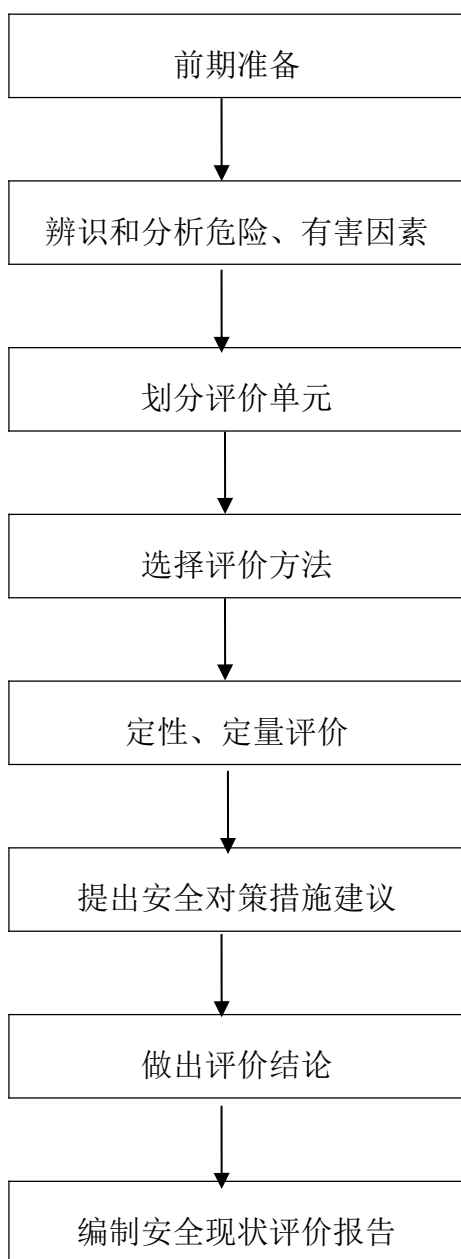 前期准备
辨识和分析危险、有害因素
划分评价单元
选择评价方法
定性、定量评价
提出安全对策措施建议
做出评价结论
编制安全现状评价报告